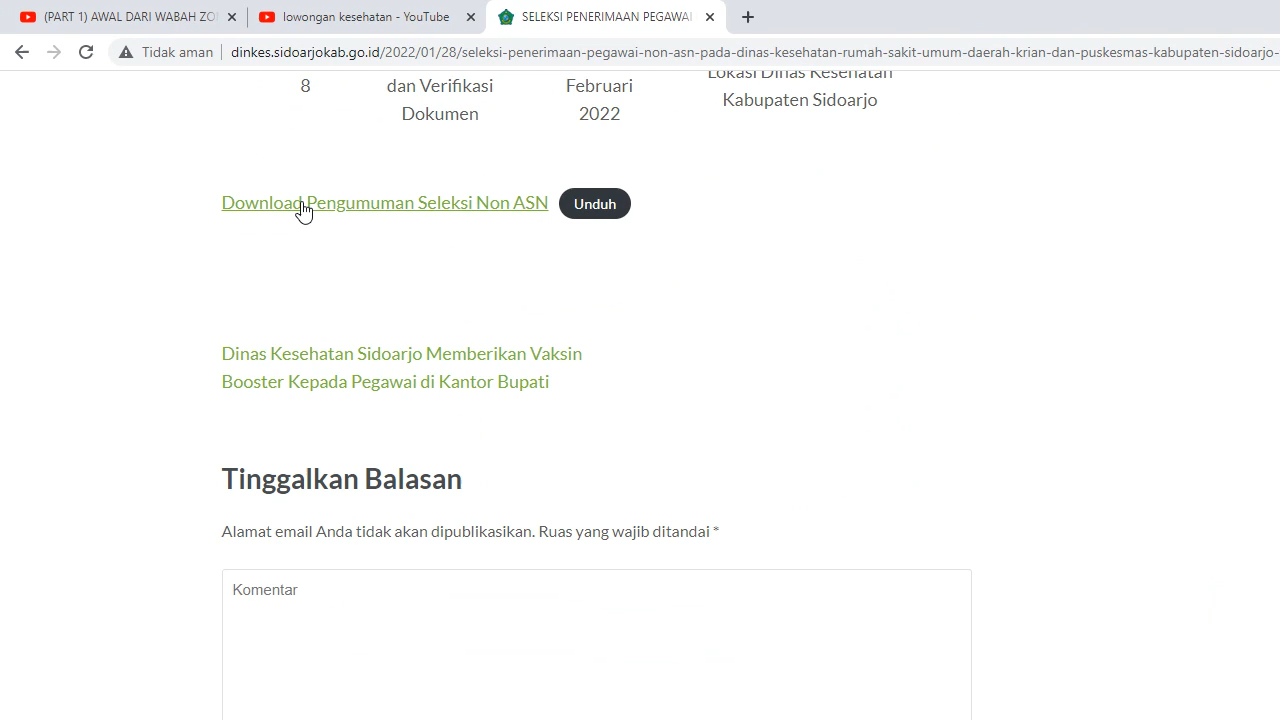 (PART 1) AWAL DARI WABAH ZO
lowongan kesehatan - YouTube
SELEKSI PENERIMAAN PEGAWAI
Tidak aman
dinkes.sidoarjokab.go.id/2022/01/28/seleksi-penerimaan-pegawai-non-asn-pada-dinas-kesehatan-rumah-sakit-umum-daerah-krian-dan-puskesmas-kabupaten-sidoarjo-
Lokasi Dinas Kesehatan
8 dan Verifikasi Februari
Kabupaten Sidoarjo
Dokumen 2022
Download Pengumuman Seleksi Non ASN Unduh
Dinas Kesehatan Sidoarjo Memberikan Vaksin
Booster Kepada Pegawai di Kantor Bupati
Tinggalkan Balasan
Alamat email Anda tidak akan dipublikasikan. Ruas yang wajib ditandai *
Komentar